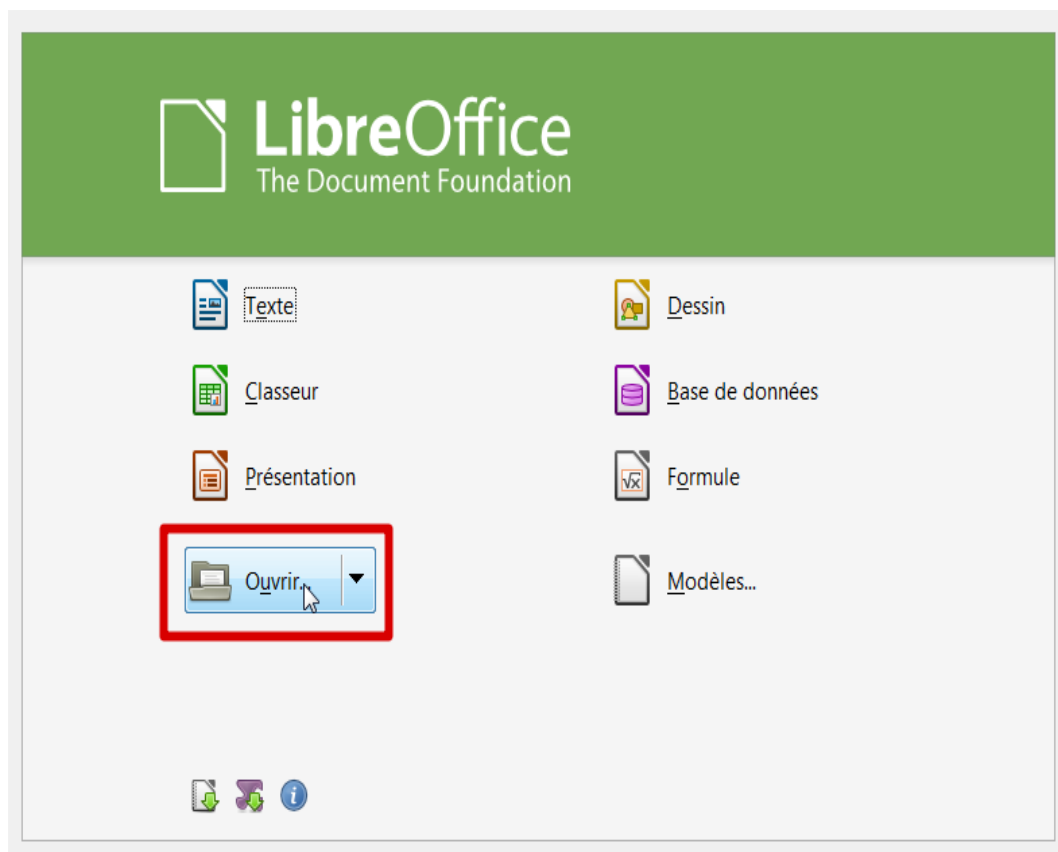 LibreOffice
The Document Foundation
Texte
Dessin
Classeur
Base de données
Présentation
Formule
Ouvrir...
Modèles...